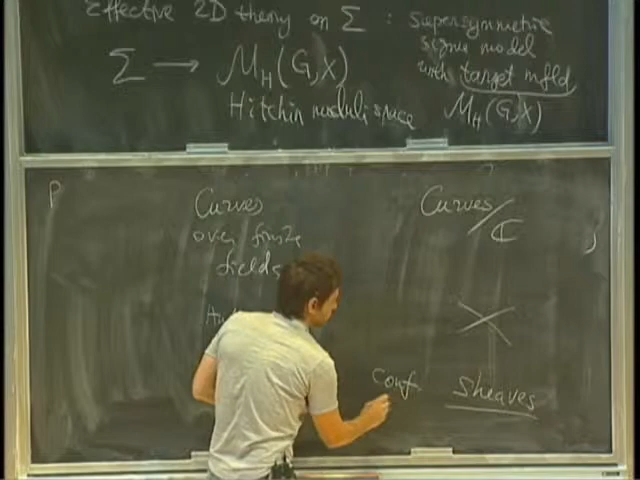 Effective 2D theory on Σ : supersymmetric
sigma model
with target mfld
Σ → M_H(G,X)
Hitchin moduli space
M_H(G,X)
Curves
over finite
fields
Curves/ℂ
conf
sheaves